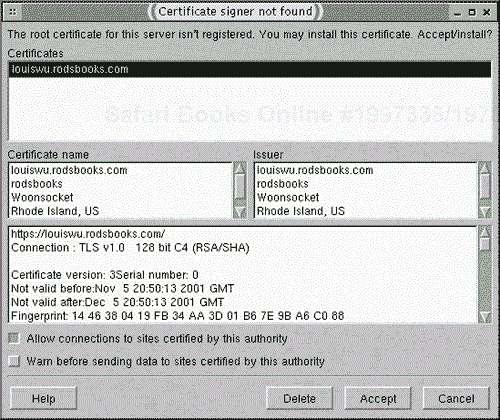 Certificate signer not found
The root certificate for this server isn't registered. You may install this certificate. Accept/install?
Certificates
louiswu.rodsbooks.com
Safari Books Online #1997338/197
Certificate name
louiswu.rodsbooks.com
rodsbooks
Woonsocket
Rhode Island, US
Issuer
louiswu.rodsbooks.com
rodsbooks
Woonsocket
Rhode Island, US
https://louiswu.rodsbooks.com/
Connection : TLS v1.0 128 bit C4 (RSA/SHA)
Certificate version: 3Serial number: 0
Not valid before:Nov 5 20:50:13 2001 GMT
Not valid after:Dec 5 20:50:13 2001 GMT
Fingerprint: 14 46 38 04 19 FB 34 AA 3D 01 B6 7E 9B A6 C0 88
Allow connections to sites certified by this authority
Warn before sending data to sites certified by this authority
Help
Delete
Accept
Cancel